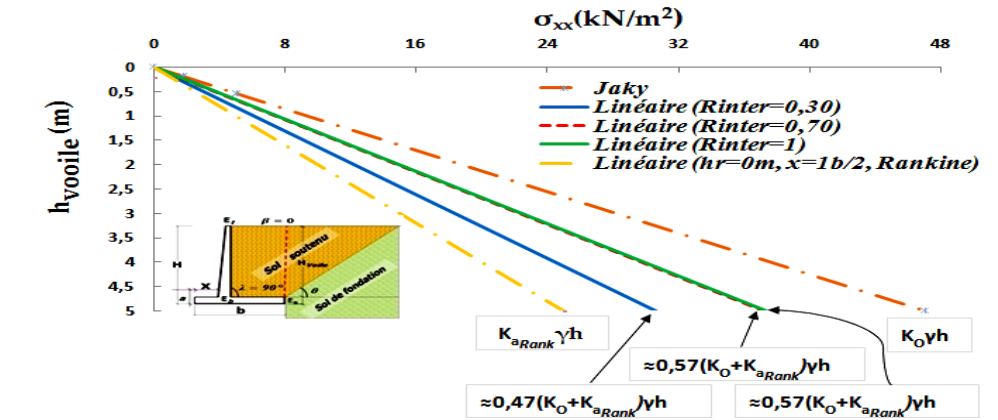 σxx(kN/m²)
0 8 16 24 32 40 48
hvooile (m)
0
0,5
1
1,5
2
2,5
3
3,5
4
4,5
5
Jaky
Linéaire (Rinter=0,30)
Linéaire (Rinter=0,70)
Linéaire (Rinter=1)
Linéaire (hr=0m, x=1b/2, Rankine)
β = 0
H
Sol soutenu
HVoile
X
λ = 90°
Φ
e
b
Sol de fondation
KaRankγh
KOγh
≈0,57(KO+KaRank)γh
≈0,47(KO+KaRank)γh
≈0,57(KO+KaRank)γh